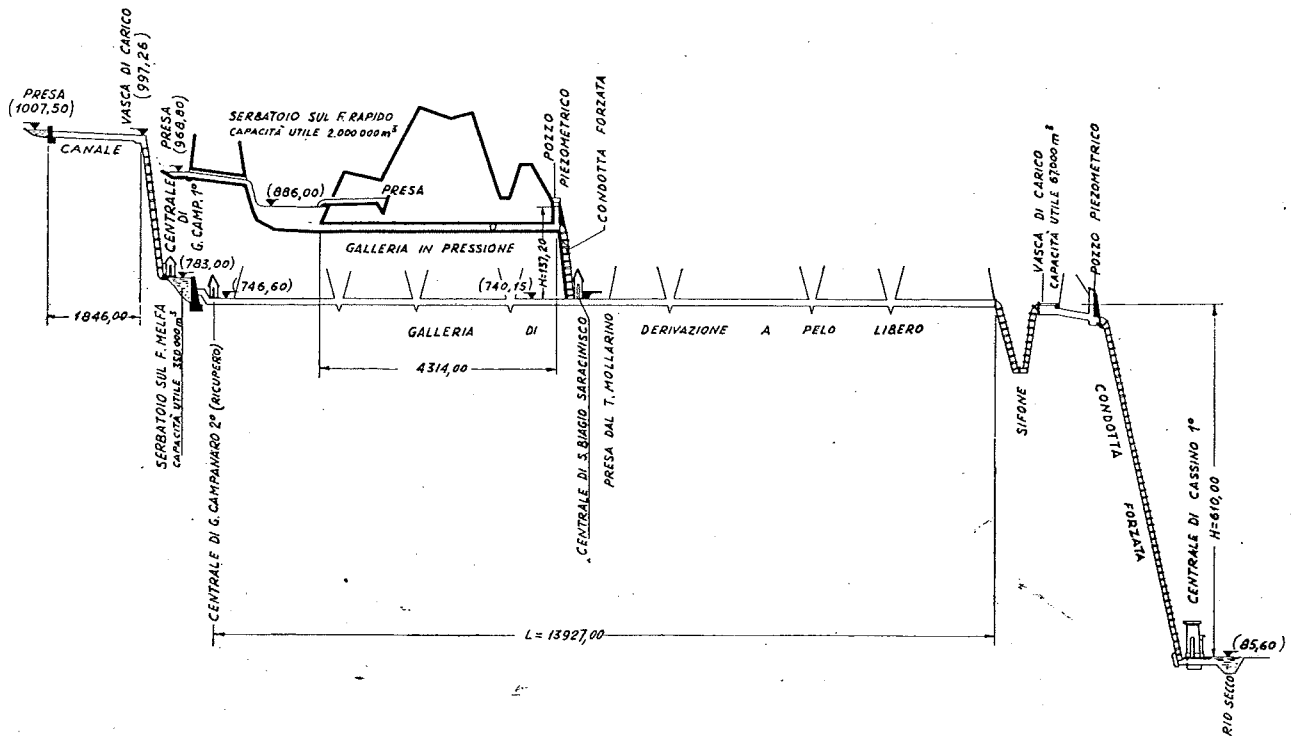 PRESA
(1007,50)
CANALE
1846,00
VASCA DI CARICO
(997,26)
PRESA
(968,80)
CENTRALE
DI
G. CAMP. 1º
(783,00)
SERBATOIO SUL F. MELFA
CAPACITÀ UTILE 350 000 m³
SERBATOIO SUL F. RAPIDO
CAPACITÀ UTILE 2.000 000 m³
(886,00)
PRESA
GALLERIA IN PRESSIONE
POZZO
PIEZOMETRICO
CONDOTTA FORZATA
H=137,20
(746,60)
(740,15)
GALLERIA DI DERIVAZIONE A PELO LIBERO
4314,00
CENTRALE DI G. CAMPANARO 2º (RICUPERO)
CENTRALE DI S. BIAGIO SARACINISCO
PRESA DAL T. MOLLARINO
L = 13927,00
SIFONE
VASCA DI CARICO
CAPACITÀ UTILE 67.000 m³
POZZO PIEZOMETRICO
CONDOTTA FORZATA
H=610,00
CENTRALE DI CASSINO 1º
(85,60)
RIO SECCO